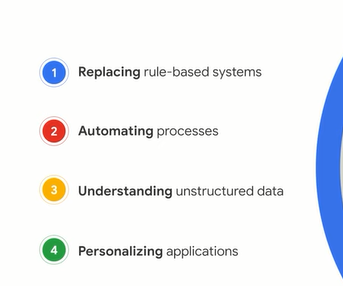 1 Replacing rule-based systems
2 Automating processes
3 Understanding unstructured data
4 Personalizing applications